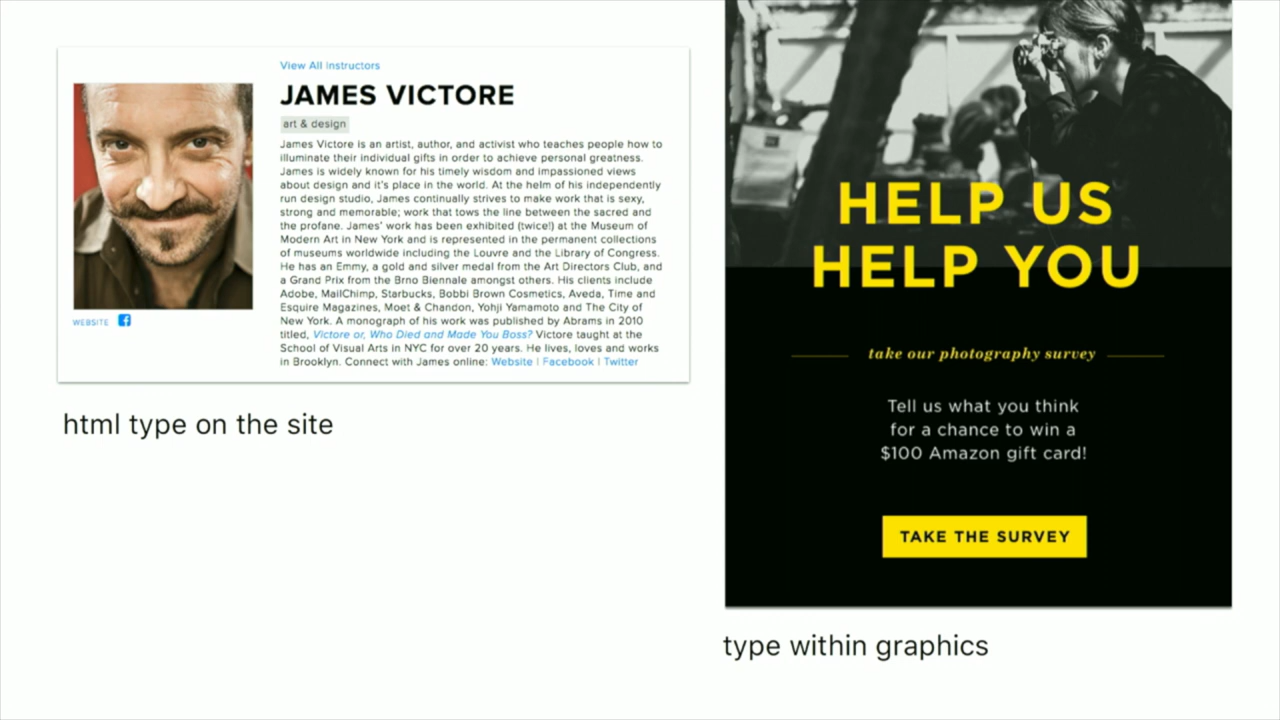 View All Instructors
JAMES VICTORE
art & design
James Victore is an artist, author, and activist who teaches people how to
illuminate their individual gifts in order to achieve personal greatness.
James is widely known for his timely wisdom and impassioned views
about design and it's place in the world. At the helm of his independently
run design studio, James continually strives to make work that is sexy,
strong and memorable; work that tows the line between the sacred and
the profane. James' work has been exhibited (twice!) at the Museum of
Modern Art in New York and is represented in the permanent collections
of museums worldwide including the Louvre and the Library of Congress.
He has an Emmy, a gold and silver medal from the Art Directors Club, and
a Grand Prix from the Brno Biennale amongst others. His clients include
Adobe, MailChimp, Starbucks, Bobbi Brown Cosmetics, Aveda, Time and
Esquire Magazines, Moet & Chandon, Yohji Yamamoto and The City of
New York. A monograph of his work was published by Abrams in 2010
titled, Victore or, Who Died and Made You Boss? Victore taught at the
School of Visual Arts in NYC for over 20 years. He lives, loves and works
in Brooklyn. Connect with James online: Website | Facebook | Twitter
WEBSITE
html type on the site
HELP US
HELP YOU
take our photography survey
Tell us what you think
for a chance to win a
$100 Amazon gift card!
TAKE THE SURVEY
type within graphics